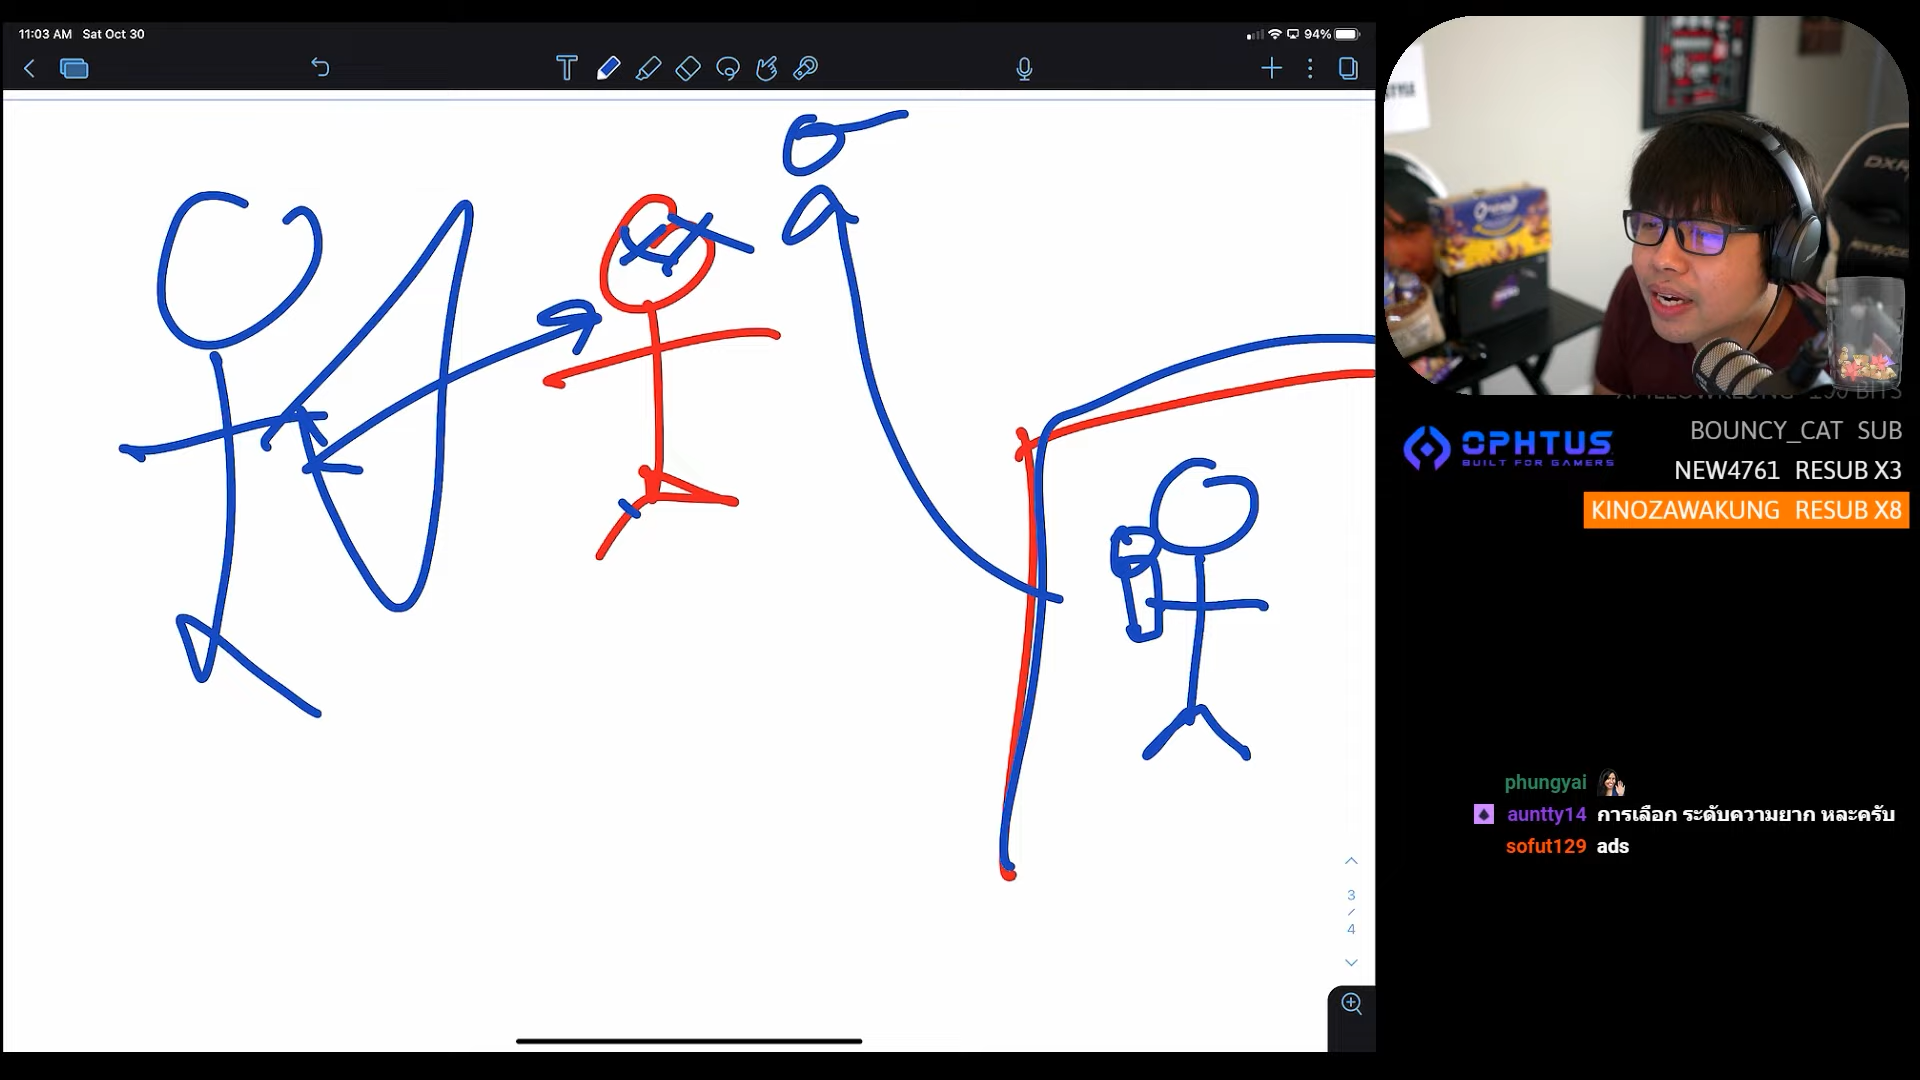 11:03 AM Sat Oct 30
94%
T
STYLE
DXR
OPHTUS
BUILT FOR GAMERS
BOUNCY_CAT SUB
NEW4761 RESUB X3
KINOZAWAKUNG RESUB X8
phungyai
auntty14 การเลือก ระดับความยาก หละครับ
sofut129 ads
3
/
4